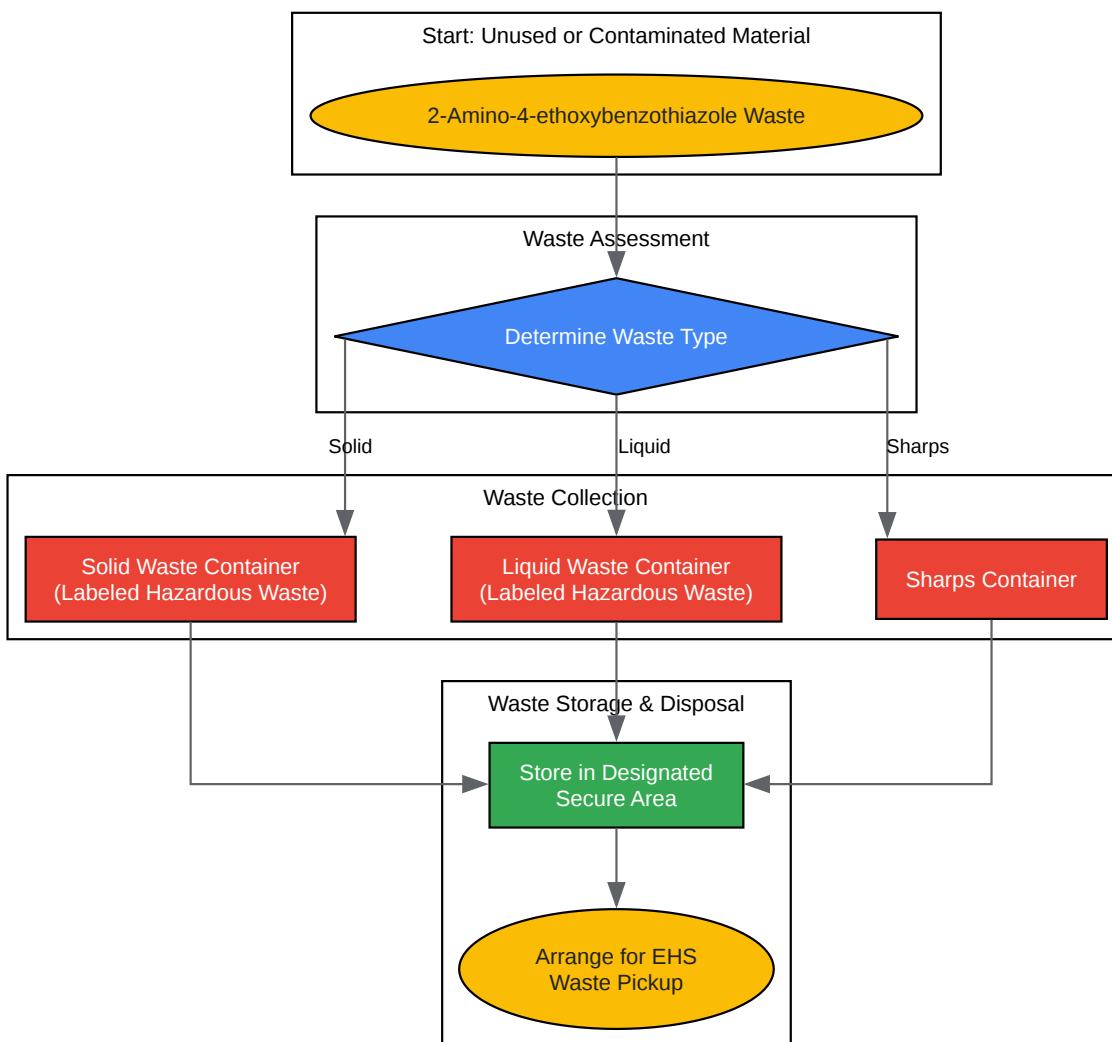 Start: Unused or Contaminated Material
2-Amino-4-ethoxybenzothiazole Waste
Waste Assessment
Determine Waste Type
Solid
Liquid
Sharps
Waste Collection
Solid Waste Container
(Labeled Hazardous Waste)
Liquid Waste Container
(Labeled Hazardous Waste)
Sharps Container
Waste Storage & Disposal
Store in Designated
Secure Area
Arrange for EHS
Waste Pickup